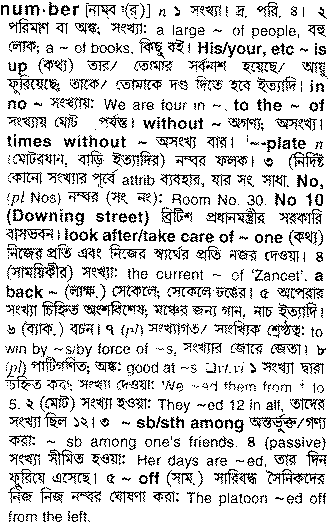 num·ber [নাম্‌ব (র্‌)] n ১ সংখ্যা। দ্র. পরি. ৪। ২
পরিমাণ বা অঙ্ক; সংখ্যা: a large ~ of people, বহু
লোক; a ~ of books, কিছু বই। His/your, etc ~ is
up (কথ্য) তার/ তোমার সর্বনাশ হয়েছে/ আয়ু
ফুরিয়েছে; তাকে/ তোমাকে দণ্ড দিতে হবে ইত্যাদি। in
no ~ সংখ্যায়: We are four in ~. to the ~ of
সংখ্যায় মোট পর্যন্ত। without ~ অগণ্য; অসংখ্য।
times without ~ অসংখ্য বার। ~-plate n
(মোটরযান, বাড়ি ইত্যাদির) নম্বর ফলক। ৩ (নির্দিষ্ট
কোনো সংখ্যার পূর্বে attrib ব্যবহার, যার সং. সাধা. No,
(pl Nos) নম্বর (সং নং): Room No. 30. No 10
(Downing street) ব্রিটিশ প্রধানমন্ত্রীর সরকারি
বাসভবন। look after/take care of ~ one (কথ্য)
নিজের প্রতি এবং নিজের স্বার্থের প্রতি নজর দেওয়া। ৪
(সাময়িকীর) সংখ্যা: the current ~ of 'Zancet'. a
back ~ (লাক্ষ.) সেকেলে; সেকেলে ঢঙের। ৫ অপেরার
সংখ্যা চিহ্নিত অংশবিশেষ, মঞ্চের জন্য গান, নাচ ইত্যাদি।
৬ (ব্যাক.) বচন। ৭ (pl) সংখ্যাগত/ সাংখ্যিক শ্রেষ্ঠত্ব: to
win by ~s/by force of ~s, সংখ্যার জোরে জেতা। ৮
(pl) পাটিগণিত; অঙ্ক: good at ~s □vt,vi ১ সংখ্যা দ্বারা
চিহ্নিত করা; সংখ্যা দেওয়া: We ~ed them from 1 to
5. ২ (মোট) সংখ্যা হওয়া: They ~ed 12 in all, তাদের
সংখ্যা ছিল ১২। ৩ ~ sb/sth among অন্তর্ভুক্ত/গণ্য
করা: ~ sb among one's friends. ৪ (passive)
সংখ্যা সীমিত হওয়া: Her days are ~ed, তার দিন
ফুরিয়ে এসেছে। ৫ ~ off (সাম.) সারিবদ্ধ সৈনিকদের
নিজ নিজ নম্বর ঘোষণা করা: The platoon ~ed off
from the left.